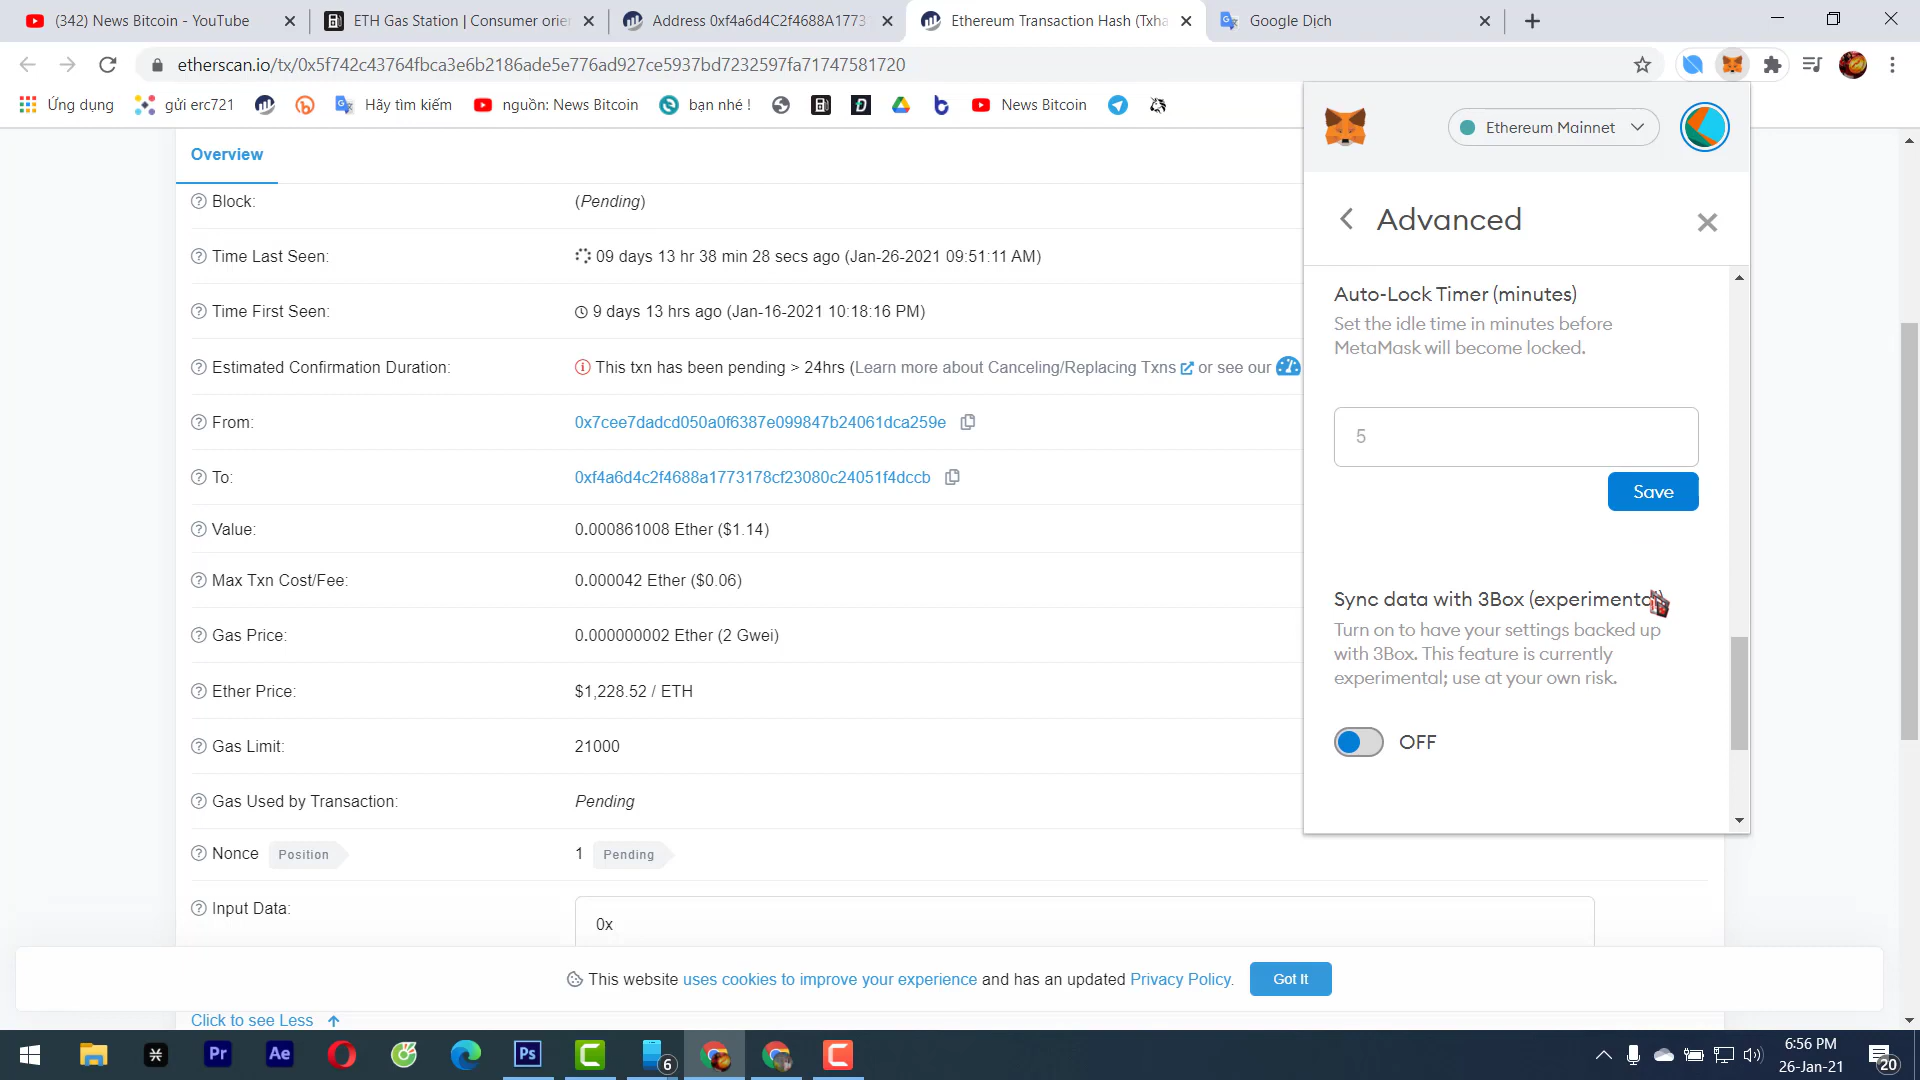 (342) News Bitcoin - YouTube
ETH Gas Station | Consumer orie
Address 0xf4a6d4C2f4688A1773
Ethereum Transaction Hash (Txha
Google Dịch
etherscan.io/tx/0x5f742c43764fbca3e6b2186ade5e776ad927ce5937bd7232597fa71747581720
Ứng dụng
gửi erc721
Hãy tìm kiếm
nguồn: News Bitcoin
bạn nhé !
News Bitcoin
Overview
Block:
(Pending)
Time Last Seen:
09 days 13 hr 38 min 28 secs ago (Jan-26-2021 09:51:11 AM)
Time First Seen:
9 days 13 hrs ago (Jan-16-2021 10:18:16 PM)
Estimated Confirmation Duration:
This txn has been pending > 24hrs (Learn more about Canceling/Replacing Txns or see our
From:
0x7cee7dadcd050a0f6387e099847b24061dca259e
To:
0xf4a6d4c2f4688a1773178cf23080c24051f4dccb
Value:
0.000861008 Ether ($1.14)
Max Txn Cost/Fee:
0.000042 Ether ($0.06)
Gas Price:
0.000000002 Ether (2 Gwei)
Ether Price:
$1,228.52 / ETH
Gas Limit:
21000
Gas Used by Transaction:
Pending
Nonce Position
1 Pending
Input Data:
0x
Ethereum Mainnet
Advanced
Auto-Lock Timer (minutes)
Set the idle time in minutes before
MetaMask will become locked.
5
Save
Sync data with 3Box (experimenta
Turn on to have your settings backed up
with 3Box. This feature is currently
experimental; use at your own risk.
OFF
This website uses cookies to improve your experience and has an updated Privacy Policy.
Got It
Click to see Less
Pr
Ae
Ps
6
6:56 PM
26-Jan-21
20